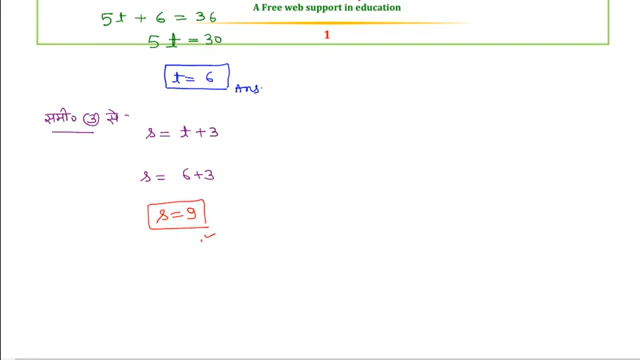 A Free web support in education
1
5t + 6 = 36
5t = 30
t = 6 Ans.
समी० ③ से -
s = t + 3
s = 6 + 3
s = 9